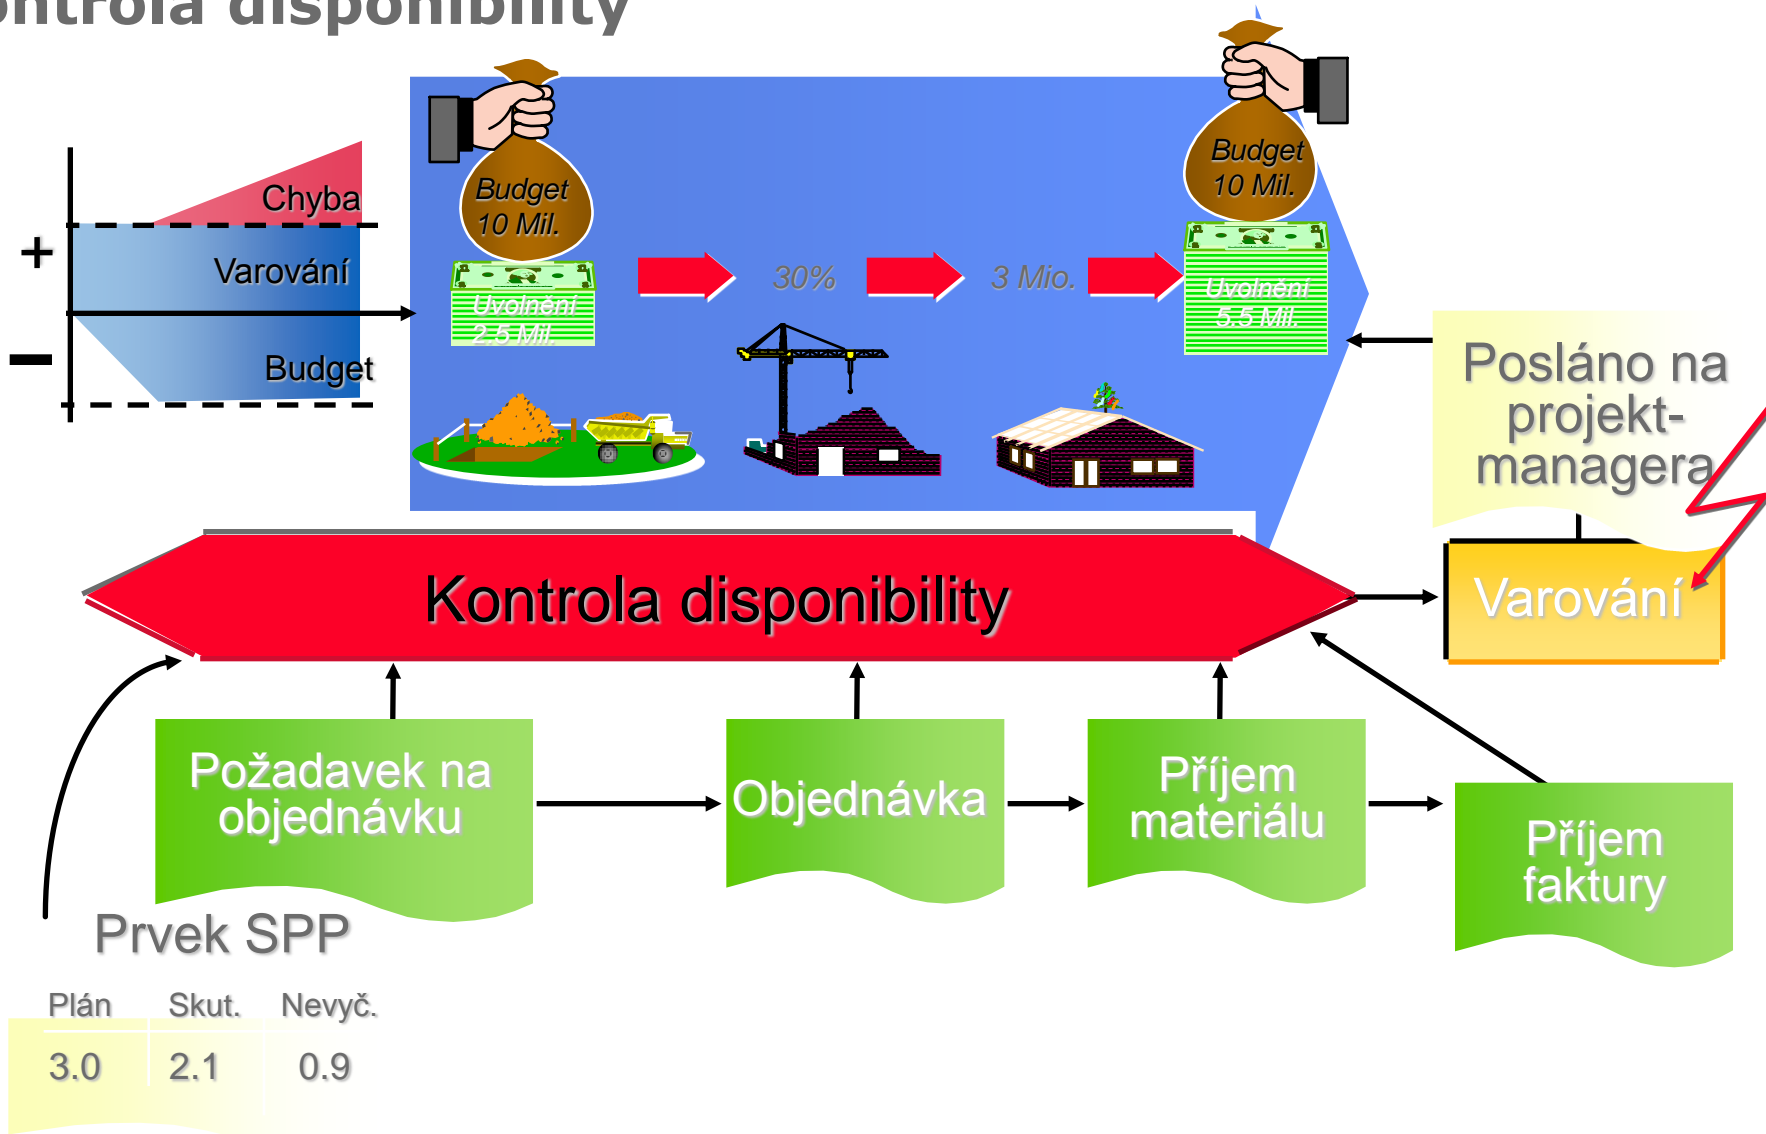 ontrola disponibility
Budget
10 Mil.
Budget
10 Mil.
Chyba
+
Varování
–
Budget
Uvolnění
2.5 Mil.
30%
3 Mio.
Uvolnění
5.5 Mil.
Posláno na
projekt-
managera
Kontrola disponibility
Varování
Požadavek na
objednávku
Objednávka
Příjem
materiálu
Příjem
faktury
Prvek SPP
Plán Skut. Nevyč.
3.0 2.1 0.9